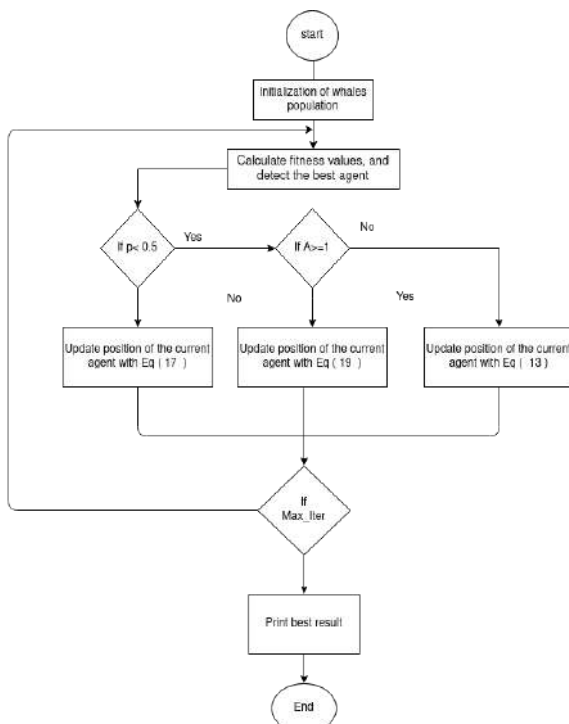 start
Initialization of whales
population
Calculate fitness values, and
detect the best agent
If p< 0.5
Yes
If A>=1
No
No
Yes
Update position of the current
agent with Eq ( 17 )
Update position of the current
agent with Eq ( 19 )
Update position of the current
agent with Eq ( 13 )
If
Max_Iter
Print best result
End